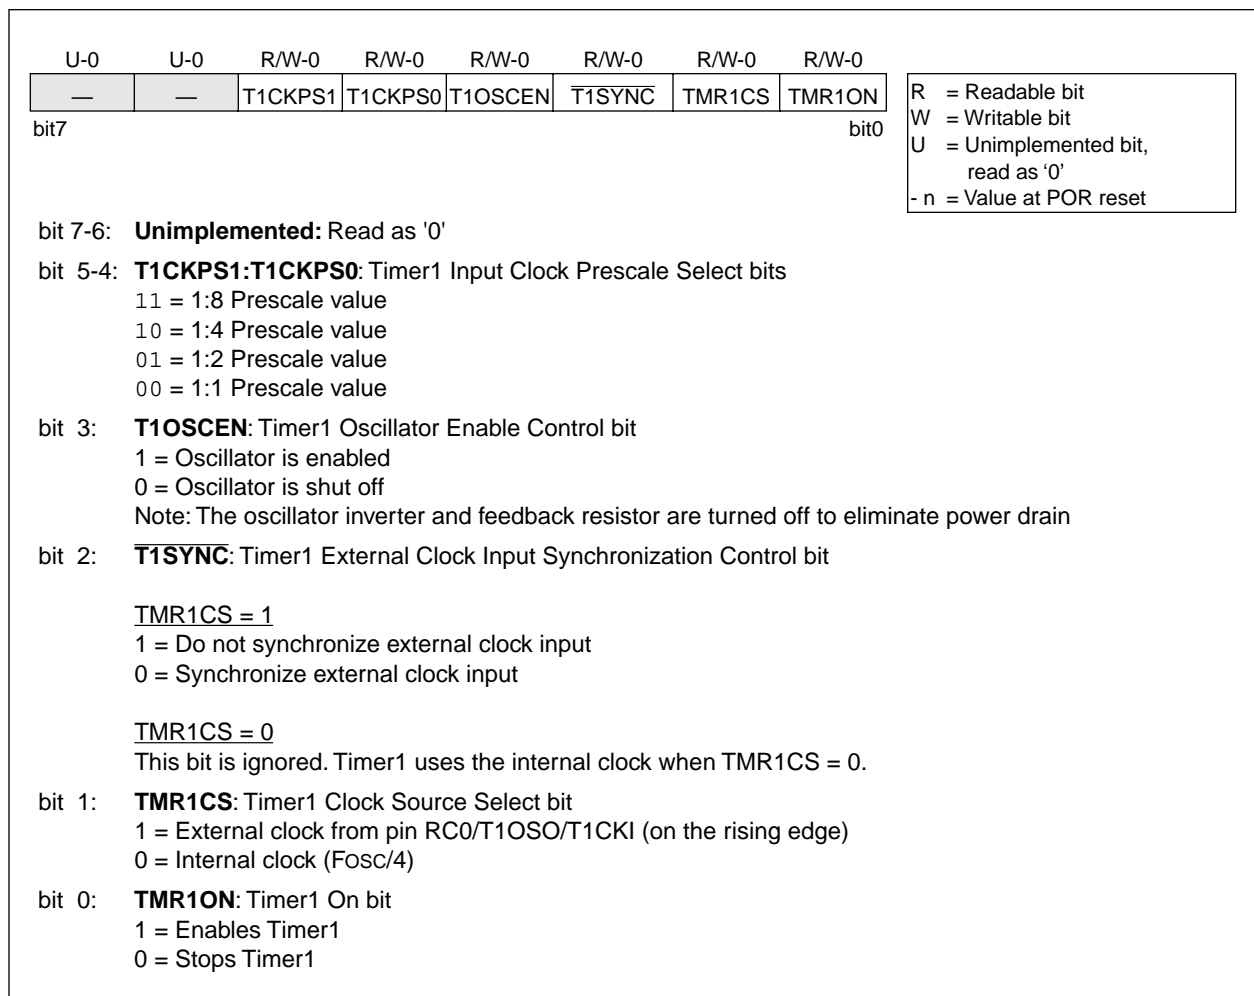 U-0 U-0 R/W-0 R/W-0 R/W-0 R/W-0 R/W-0 R/W-0
— — T1CKPS1 T1CKPS0 T1OSCEN T1SYNC TMR1CS TMR1ON
bit7 bit0
R = Readable bit
W = Writable bit
U = Unimplemented bit,
read as ‘0’
- n = Value at POR reset
bit 7-6: Unimplemented: Read as '0'
bit 5-4: T1CKPS1:T1CKPS0: Timer1 Input Clock Prescale Select bits
11 = 1:8 Prescale value
10 = 1:4 Prescale value
01 = 1:2 Prescale value
00 = 1:1 Prescale value
bit 3: T1OSCEN: Timer1 Oscillator Enable Control bit
1 = Oscillator is enabled
0 = Oscillator is shut off
Note: The oscillator inverter and feedback resistor are turned off to eliminate power drain
bit 2: T1SYNC: Timer1 External Clock Input Synchronization Control bit
TMR1CS = 1
1 = Do not synchronize external clock input
0 = Synchronize external clock input
TMR1CS = 0
This bit is ignored. Timer1 uses the internal clock when TMR1CS = 0.
bit 1: TMR1CS: Timer1 Clock Source Select bit
1 = External clock from pin RC0/T1OSO/T1CKI (on the rising edge)
0 = Internal clock (FOSC/4)
bit 0: TMR1ON: Timer1 On bit
1 = Enables Timer1
0 = Stops Timer1